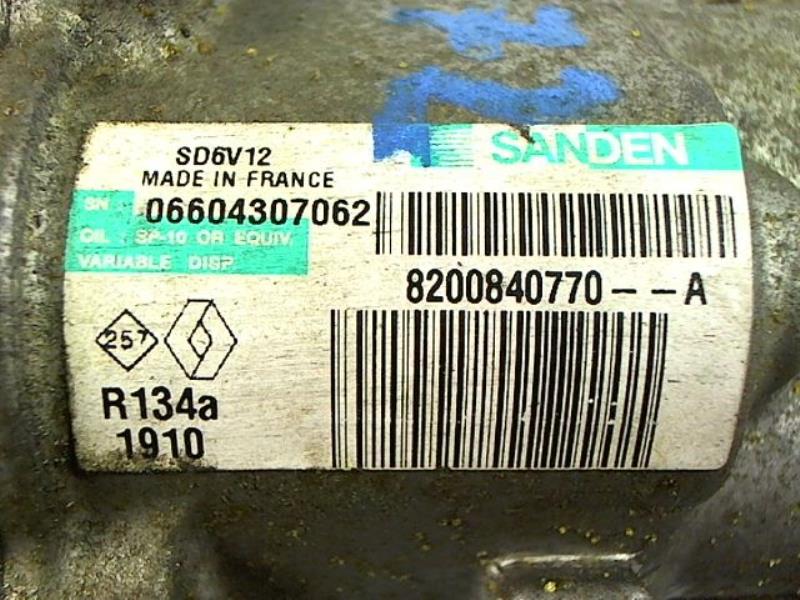 SANDEN
SD6V12
MADE IN FRANCE
SN 06604307062
OIL SP-10 OR EQUIV.
VARIABLE DISP
8200840770--A
257
R134a
1910